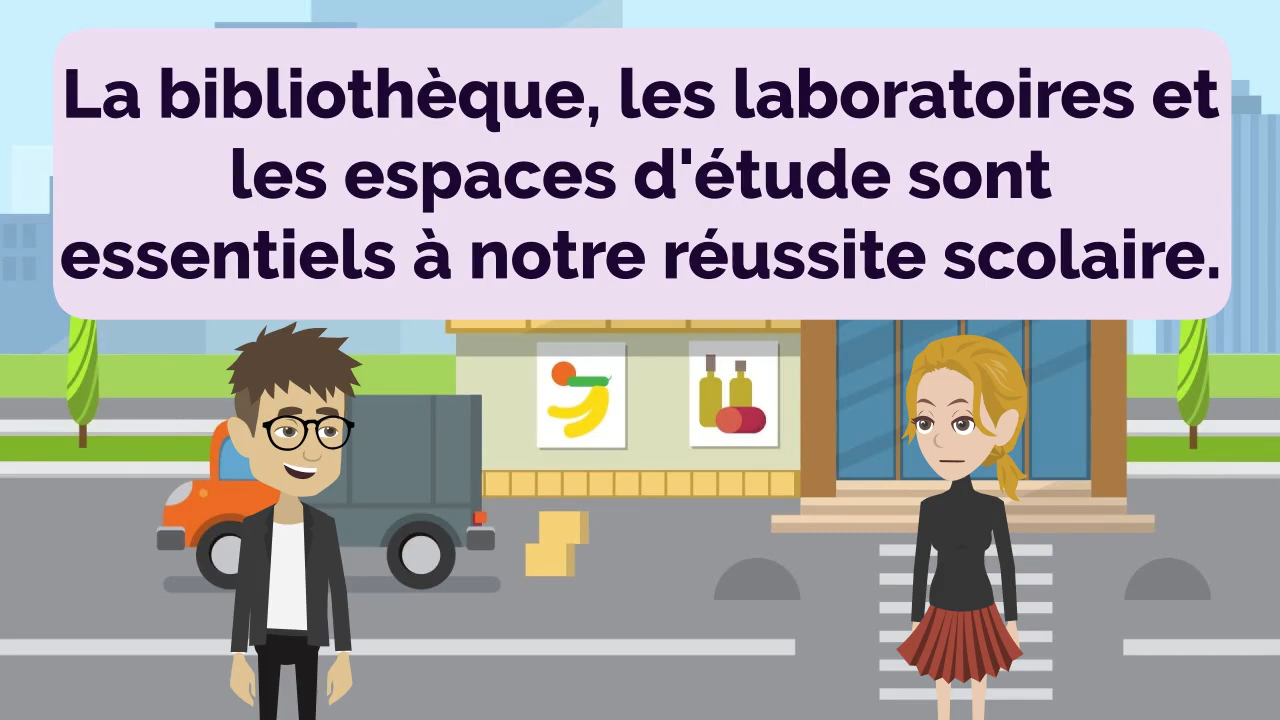 La bibliothèque, les laboratoires et
les espaces d'étude sont
essentiels à notre réussite scolaire.